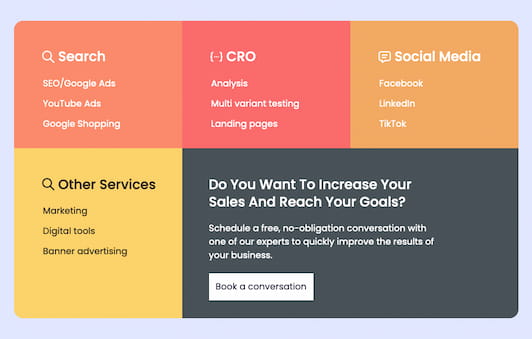 Search
SEO/Google Ads
YouTube Ads
Google Shopping
CRO
Analysis
Multi variant testing
Landing pages
Social Media
Facebook
LinkedIn
TikTok
Other Services
Marketing
Digital tools
Banner advertising
Do You Want To Increase Your
Sales And Reach Your Goals?
Schedule a free, no-obligation conversation with
one of our experts to quickly improve the results of
your business.
Book a conversation